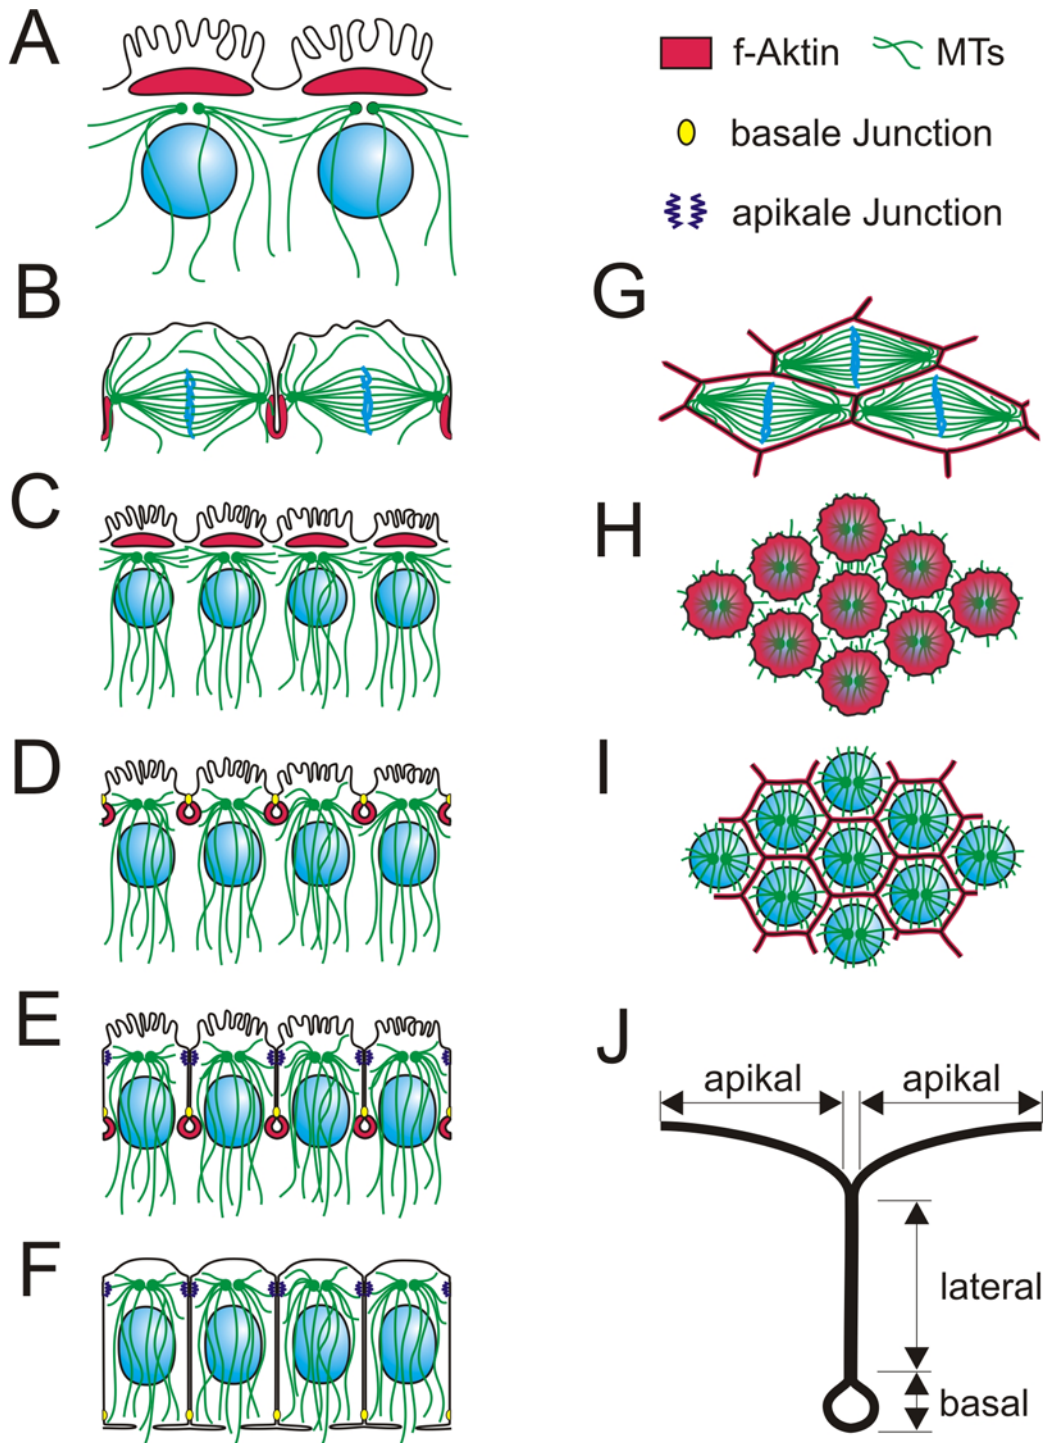 A
f-Aktin
MTs
basale Junction
apikale Junction
B
G
C
H
D
I
E
J
apikal
apikal
lateral
basal
F